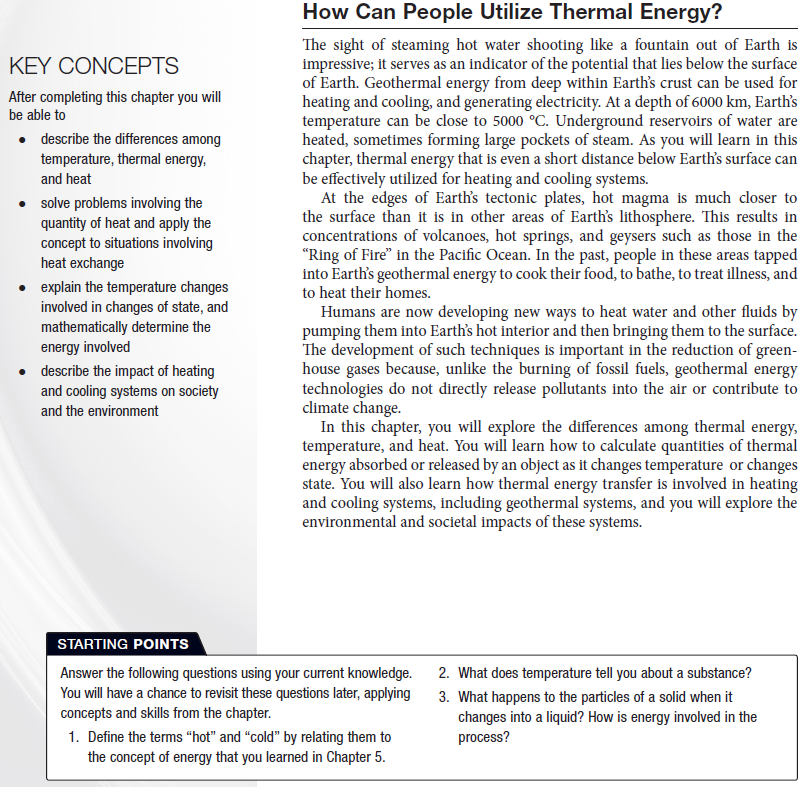 How Can People Utilize Thermal Energy?
The sight of steaming hot water shooting like a fountain out of Earth is
impressive; it serves as an indicator of the potential that lies below the surface
of Earth. Geothermal energy from deep within Earth's crust can be used for
heating and cooling, and generating electricity. At a depth of 6000 km, Earth's
temperature can be close to 5000 °C. Underground reservoirs of water are
heated, sometimes forming large pockets of steam. As you will learn in this
chapter, thermal energy that is even a short distance below Earth's surface can
be effectively utilized for heating and cooling systems.
At the edges of Earth's tectonic plates, hot magma is much closer to
the surface than it is in other areas of Earth's lithosphere. This results in
concentrations of volcanoes, hot springs, and geysers such as those in the
“Ring of Fire” in the Pacific Ocean. In the past, people in these areas tapped
into Earth's geothermal energy to cook their food, to bathe, to treat illness, and
to heat their homes.
Humans are now developing new ways to heat water and other fluids by
pumping them into Earth's hot interior and then bringing them to the surface.
The development of such techniques is important in the reduction of green-
house gases because, unlike the burning of fossil fuels, geothermal energy
technologies do not directly release pollutants into the air or contribute to
climate change.
In this chapter, you will explore the differences among thermal energy,
temperature, and heat. You will learn how to calculate quantities of thermal
energy absorbed or released by an object as it changes temperature or changes
state. You will also learn how thermal energy transfer is involved in heating
and cooling systems, including geothermal systems, and you will explore the
environmental and societal impacts of these systems.
KEY CONCEPTS
After completing this chapter you will
be able to
• describe the differences among
temperature, thermal energy,
and heat
• solve problems involving the
quantity of heat and apply the
concept to situations involving
heat exchange
• explain the temperature changes
involved in changes of state, and
mathematically determine the
energy involved
• describe the impact of heating
and cooling systems on society
and the environment
STARTING POINTS
Answer the following questions using your current knowledge.
You will have a chance to revisit these questions later, applying
concepts and skills from the chapter.
1. Define the terms “hot” and “cold” by relating them to
the concept of energy that you learned in Chapter 5.
2. What does temperature tell you about a substance?
3. What happens to the particles of a solid when it
changes into a liquid? How is energy involved in the
process?